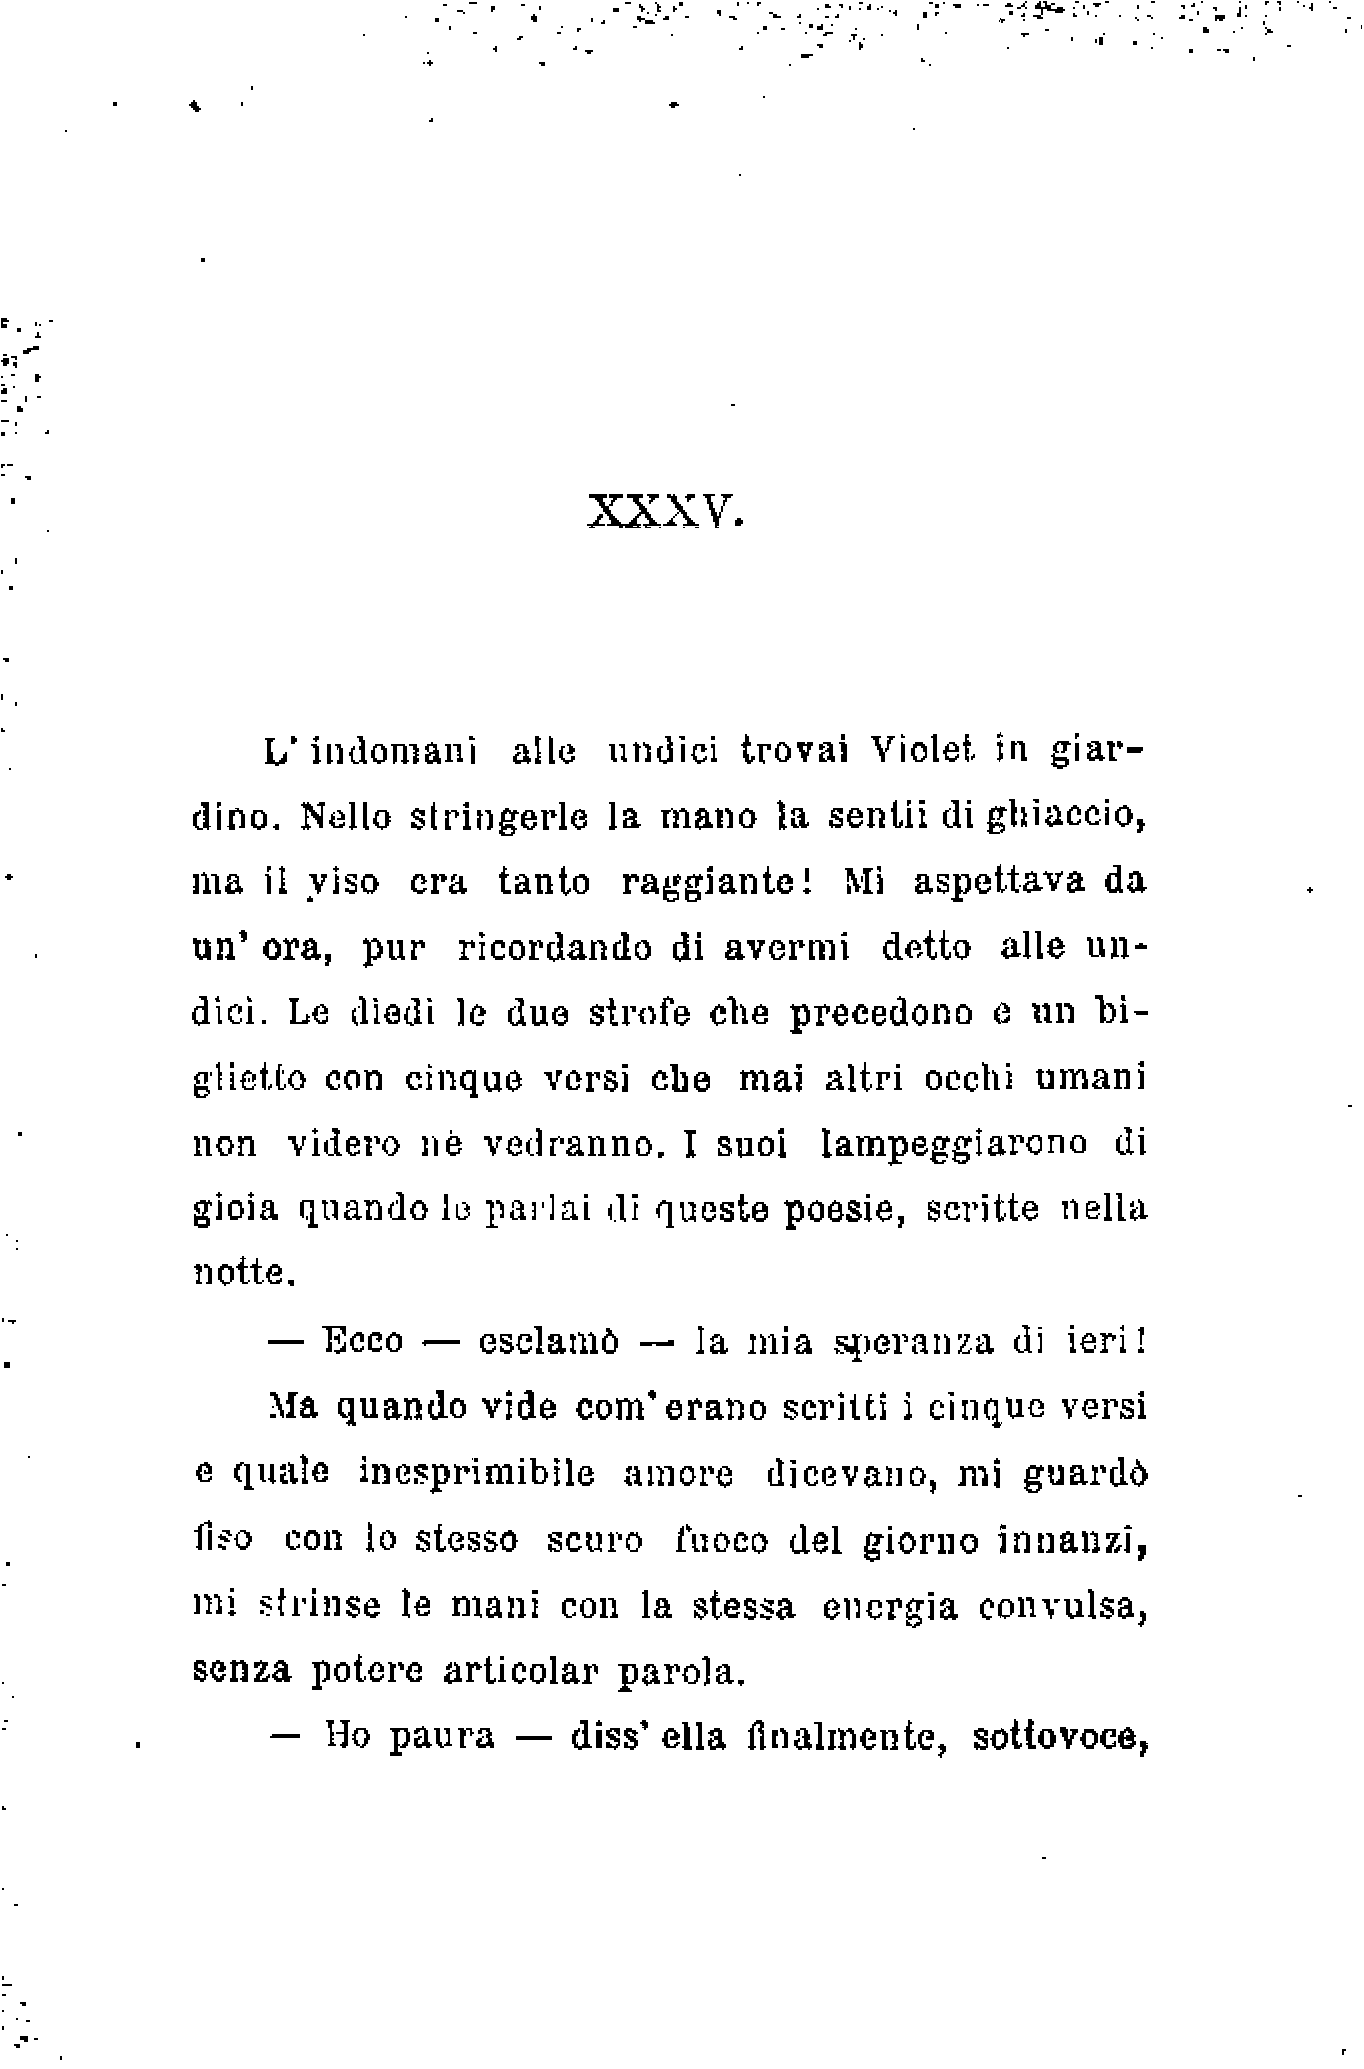 XXXV.
L' indomani alle undici trovai Violet in giar-
dino. Nello stringerle la mano la sentii di ghiaccio,
ma il viso era tanto raggiante! Mi aspettava da
un' ora, pur ricordando di avermi detto alle un-
dici. Le diedi le due strofe che precedono e un bi-
glietto con cinque versi che mai altri occhi umani
non videro nè vedranno. I suoi lampeggiarono di
gioia quando le parlai di queste poesie, scritte nella
notte.
— Ecco — esclamò — la mia speranza di ieri!
Ma quando vide com' erano scritti i cinque versi
e quale inesprimibile amore dicevano, mi guardò
fiso con lo stesso scuro fuoco del giorno innanzi,
mi strinse le mani con la stessa energia convulsa,
senza potere articolar parola.
— Ho paura — diss' ella finalmente, sottovoce,